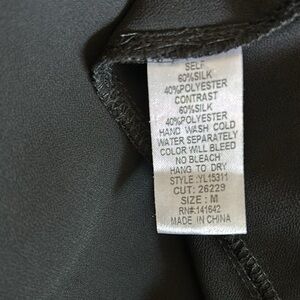 SELF
60%SILK
40%POLYESTER
CONTRAST
60%SILK
40%POLYESTER
HAND WASH COLD
WATER SEPARATELY
COLOR WILL BLEED
NO BLEACH
HANG TO DRY
STYLE :YL15311
CUT: 26229
SIZE : M
RN#:141642
MADE IN CHINA